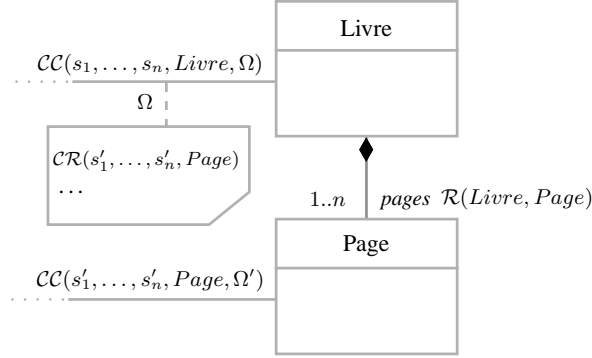 Livre
𝒞𝒞(s₁, …, sₙ, Livre, Ω)
Ω
𝒞ℛ(s′₁, …, s′ₙ, Page)
…
1..n pages ℛ(Livre, Page)
Page
𝒞𝒞(s′₁, …, s′ₙ, Page, Ω′)